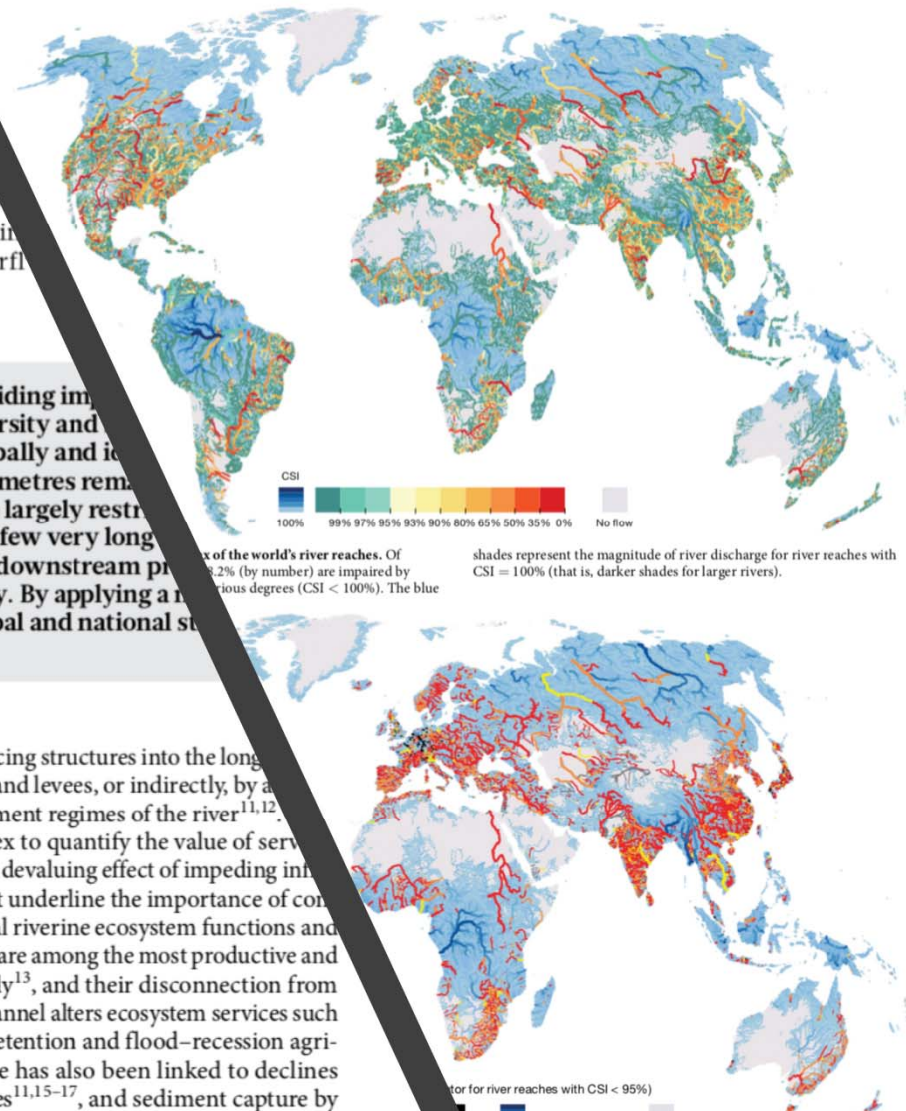 iding im
rsity and
bally and
metres rem
largely restr
few very long
downstream
y. By applying a
bal and national
cing structures into the long
and levees, or indirectly, by
ment regimes of the river11,12.
ex to quantify the value of serv
devaluing effect of impeding
t underline the importance of con
l riverine ecosystem functions and
are among the most productive and
ly13, and their disconnection from
annel alters ecosystem services such
etention and flood–recession agri-
e has also been linked to declines
es11,15–17, and sediment capture by
CSI
100% 99% 97% 95% 93% 90% 80% 65% 50% 35% 0% No flow
x of the world's river reaches. Of
8.2% (by number) are impaired by
rious degrees (CSI < 100%). The blue
shades represent the magnitude of river discharge for river reaches with
CSI = 100% (that is, darker shades for larger rivers).
tor for river reaches with CSI < 95%)